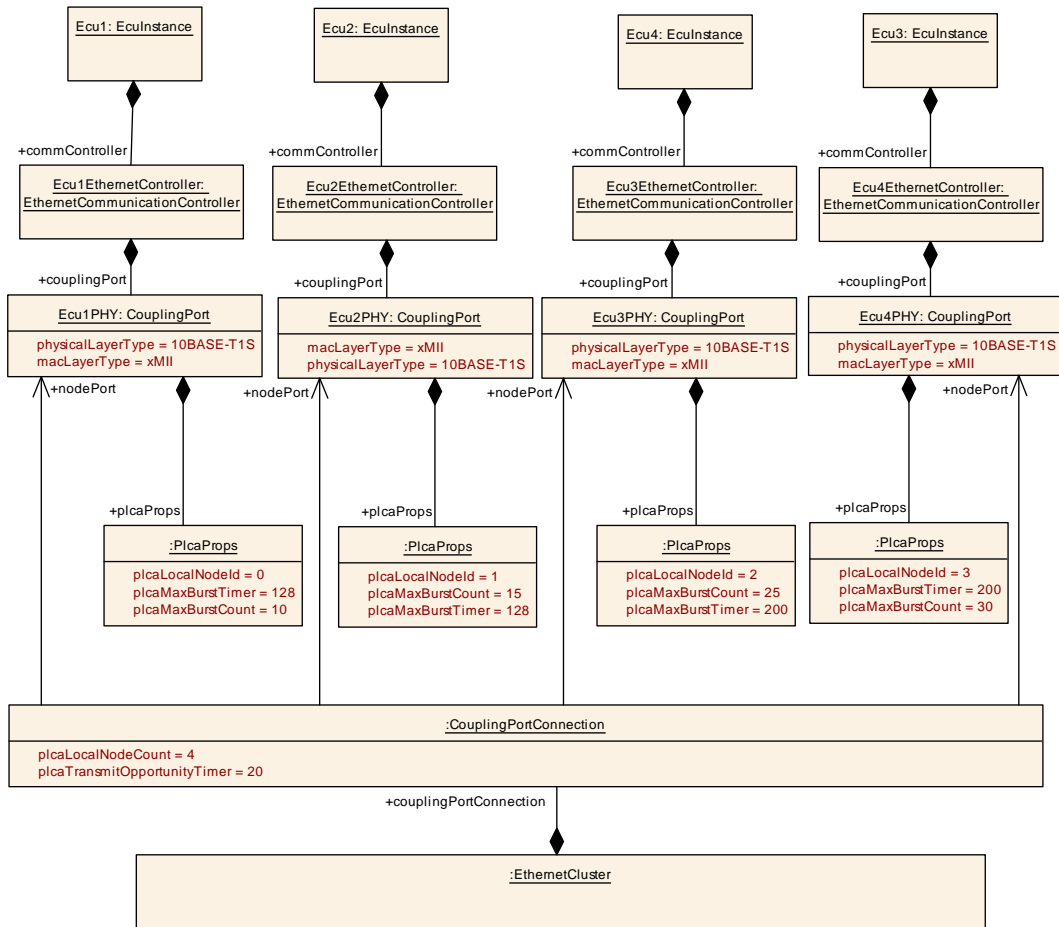 Ecu1: EcuInstance
Ecu2: EcuInstance
Ecu4: EcuInstance
Ecu3: EcuInstance
+commController
+commController
+commController
+commController
Ecu1EthernetController:
EthernetCommunicationController
Ecu2EthernetController:
EthernetCommunicationController
Ecu3EthernetController:
EthernetCommunicationController
Ecu4EthernetController:
EthernetCommunicationController
+couplingPort
+couplingPort
+couplingPort
+couplingPort
Ecu1PHY: CouplingPort
physicalLayerType = 10BASE-T1S
macLayerType = xMII
Ecu2PHY: CouplingPort
macLayerType = xMII
physicalLayerType = 10BASE-T1S
Ecu3PHY: CouplingPort
physicalLayerType = 10BASE-T1S
macLayerType = xMII
Ecu4PHY: CouplingPort
physicalLayerType = 10BASE-T1S
macLayerType = xMII
+nodePort
+nodePort
+nodePort
+nodePort
+plcaProps
+plcaProps
+plcaProps
+plcaProps
:PlcaProps
plcaLocalNodeId = 0
plcaMaxBurstTimer = 128
plcaMaxBurstCount = 10
:PlcaProps
plcaLocalNodeId = 1
plcaMaxBurstCount = 15
plcaMaxBurstTimer = 128
:PlcaProps
plcaLocalNodeId = 2
plcaMaxBurstCount = 25
plcaMaxBurstTimer = 200
:PlcaProps
plcaLocalNodeId = 3
plcaMaxBurstTimer = 200
plcaMaxBurstCount = 30
:CouplingPortConnection
plcaLocalNodeCount = 4
plcaTransmitOpportunityTimer = 20
+couplingPortConnection
:EthernetCluster